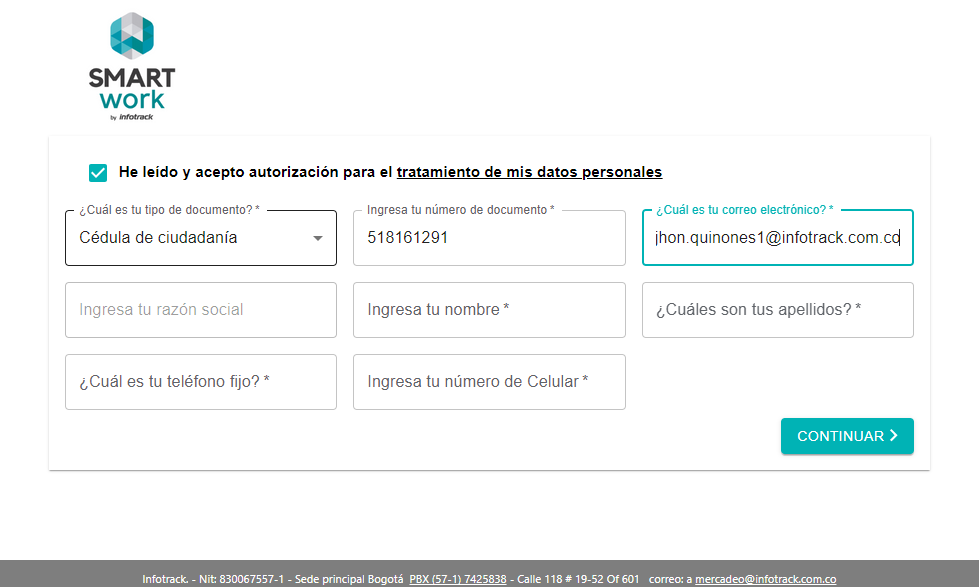 SMART
work
by infotrack
He leído y acepto autorización para el tratamiento de mis datos personales
¿Cuál es tu tipo de documento? *
Cédula de ciudadanía
Ingresa tu número de documento *
518161291
¿Cuál es tu correo electrónico? *
jhon.quinones1@infotrack.com.co
Ingresa tu razón social
Ingresa tu nombre *
¿Cuáles son tus apellidos? *
¿Cuál es tu teléfono fijo? *
Ingresa tu número de Celular *
CONTINUAR
Infotrack. - Nit: 830067557-1 - Sede principal Bogotá PBX (57-1) 7425838 - Calle 118 # 19-52 Of 601 correo: a mercadeo@infotrack.com.co